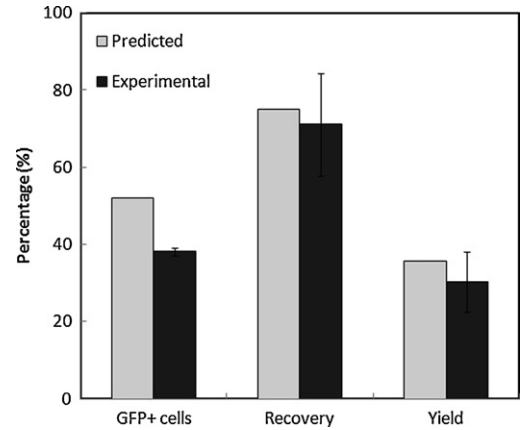 100
80
60
40
20
0
Percentage (%)
Predicted
Experimental
GFP+ cells
Recovery
Yield